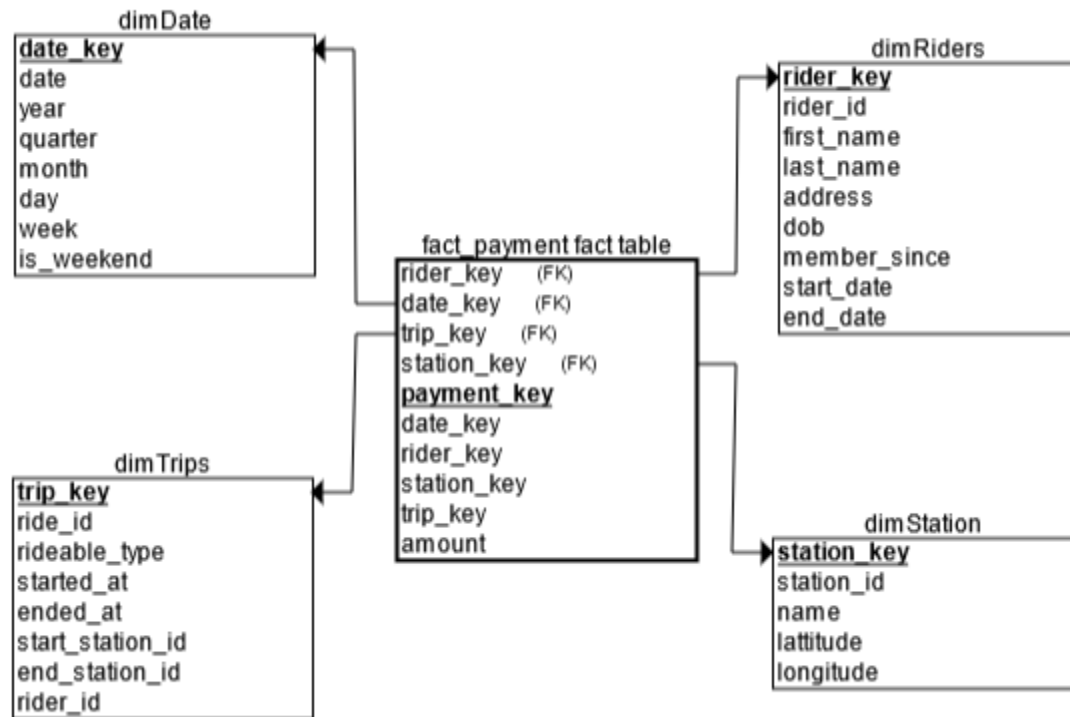 dimDate
date_key
date
year
quarter
month
day
week
is_weekend
dimRiders
rider_key
rider_id
first_name
last_name
address
dob
member_since
start_date
end_date
fact_payment fact table
rider_key (FK)
date_key (FK)
trip_key (FK)
station_key (FK)
payment_key
date_key
rider_key
station_key
trip_key
amount
dimTrips
trip_key
ride_id
rideable_type
started_at
ended_at
start_station_id
end_station_id
rider_id
dimStation
station_key
station_id
name
lattitude
longitude